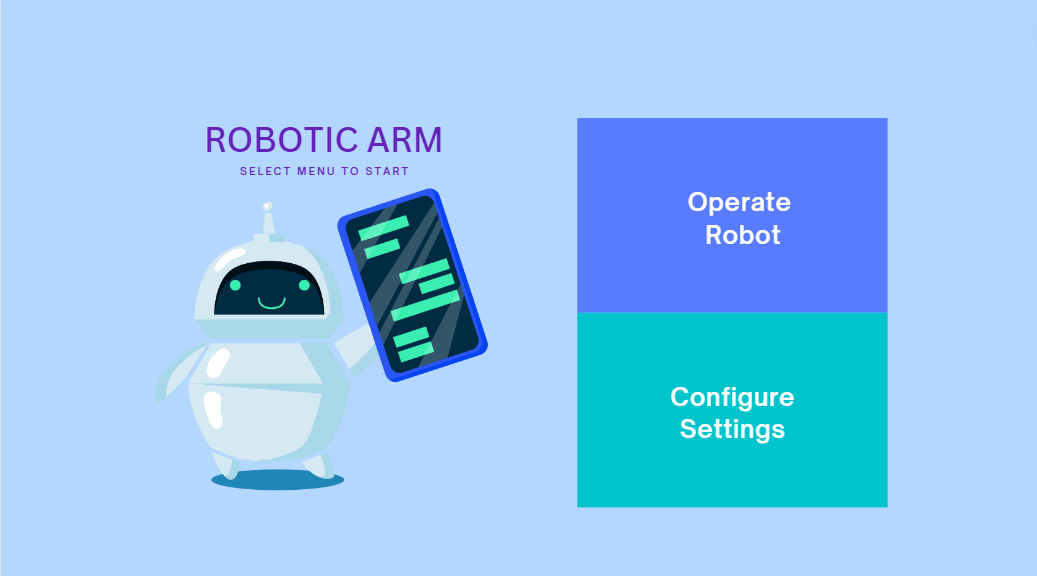 ROBOTIC ARM
SELECT MENU TO START
Operate
Robot
Configure
Settings